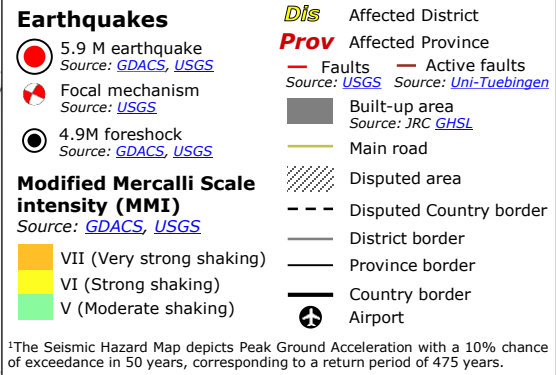 Earthquakes
5.9 M earthquake
Source: GDACS, USGS
Focal mechanism
Source: USGS
4.9M foreshock
Source: GDACS, USGS
Modified Mercalli Scale
intensity (MMI)
Source: GDACS, USGS
VII (Very strong shaking)
VI (Strong shaking)
V (Moderate shaking)
Dis Affected District
Prov Affected Province
Faults Active faults
Source: USGS Source: Uni-Tuebingen
Built-up area
Source: JRC GHSL
Main road
Disputed area
Disputed Country border
District border
Province border
Country border
Airport
¹The Seismic Hazard Map depicts Peak Ground Acceleration with a 10% chance
of exceedance in 50 years, corresponding to a return period of 475 years.